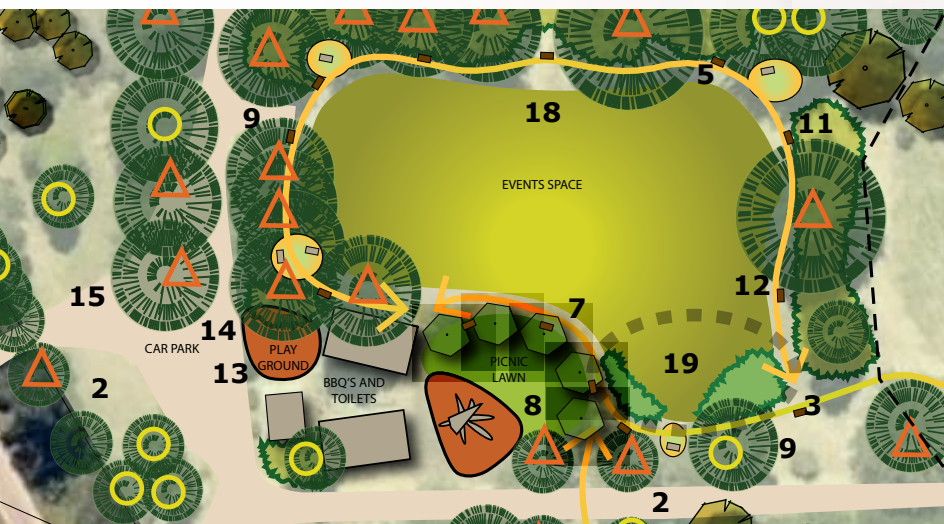 5
18
9
11
EVENTS SPACE
12
15
7
14
CAR PARK
PLAY
GROUND
PICNIC
LAWN
19
13
BBQ'S AND
TOILETS
2
8
3
9
2